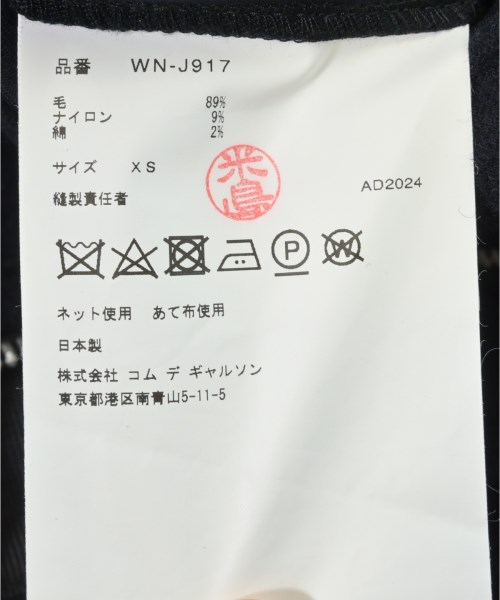 品番 WN-J917
毛 89%
ナイロン 9%
綿 2%
サイズ XS
米島
縫製責任者
AD2024
P W
ネット使用 あて布使用
日本製
株式会社 コム デ ギャルソン
東京都港区南青山5-11-5